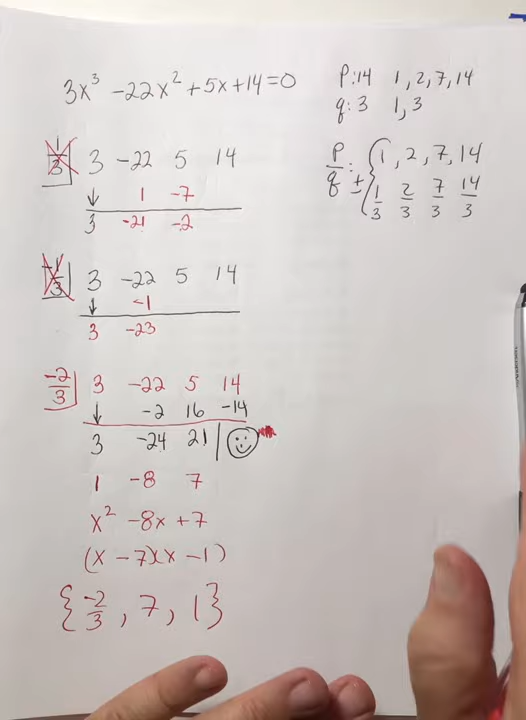 3x³ -22x² +5x+14=0
P:14 1,2,7,14
q:3 1,3
p/q: ± { 1, 2, 7, 14
1/3 2/3 7/3 14/3
1/3| 3 -22 5 14
↓ 1 -7
3 -21 -2
-1/3| 3 -22 5 14
↓ -1
3 -23
-2/3| 3 -22 5 14
↓ -2 16 -14
3 -24 21 |
1 -8 7
x² -8x +7
(x -7)(x -1)
{-2/3, 7, 1}